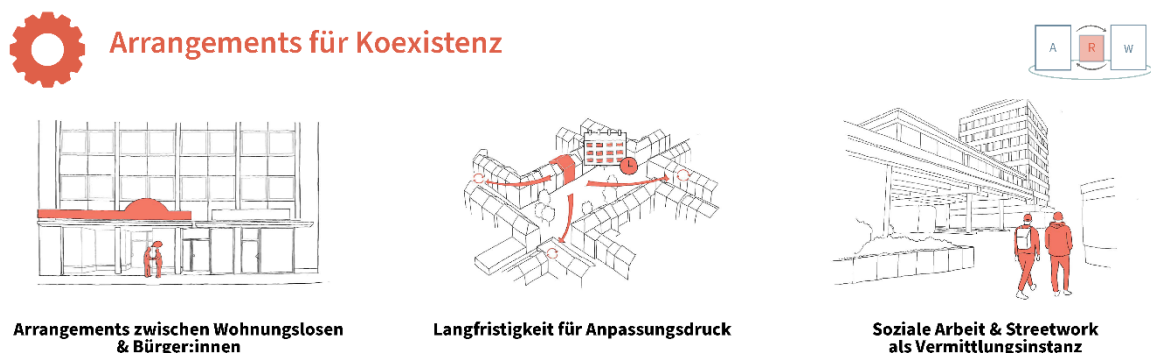 Arrangements für Koexistenz
A R W
Arrangements zwischen Wohnungslosen
& Bürger:innen
Langfristigkeit für Anpassungsdruck
Soziale Arbeit & Streetwork
als Vermittlungsinstanz